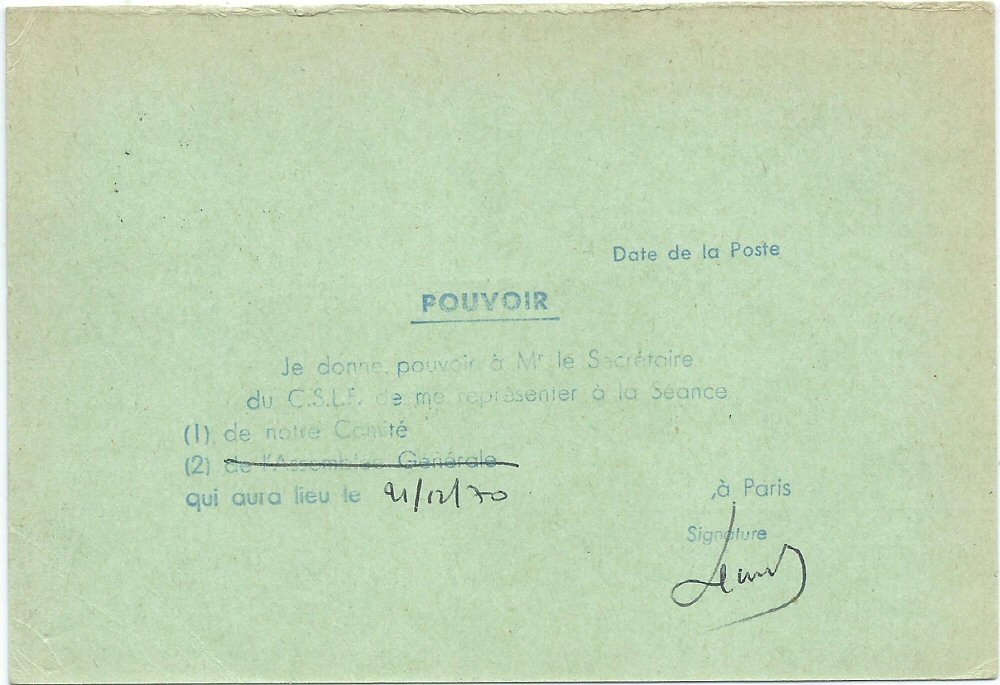 Date de la Poste
POUVOIR
Je donne pouvoir à Mr le Secrétaire
du C.S.L.F. de me représenter à la Séance
(1) de notre Comité
(2) de l'Assemblée Générale
qui aura lieu le 21/12/70
,à Paris
Signature